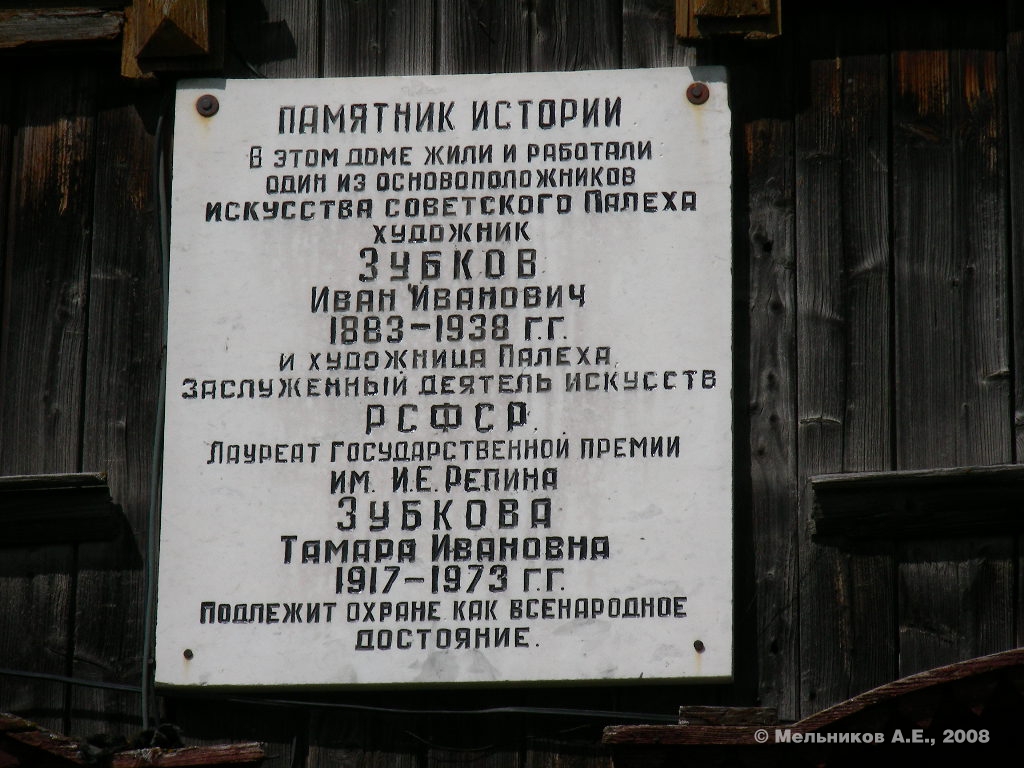 ПАМЯТНИК ИСТОРИИ
В ЭТОМ ДОМЕ ЖИЛИ И РАБОТАЛИ
ОДИН ИЗ ОСНОВОПОЛОЖНИКОВ
ИСКУССТВА СОВЕТСКОГО ПАЛЕХА
ХУДОЖНИК
ЗУБКОВ
ИВАН ИВАНОВИЧ
1883-1938 Г.Г.
И ХУДОЖНИЦА ПАЛЕХА,
ЗАСЛУЖЕННЫЙ ДЕЯТЕЛЬ ИСКУССТВ
РСФСР.
ЛАУРЕАТ ГОСУДАРСТВЕННОЙ ПРЕМИИ
ИМ. И.Е. РЕПИНА
ЗУБКОВА
ТАМАРА ИВАНОВНА
1917-1973 Г.Г.
ПОДЛЕЖИТ ОХРАНЕ КАК ВСЕНАРОДНОЕ
ДОСТОЯНИЕ.
© Мельников А.Е., 2008